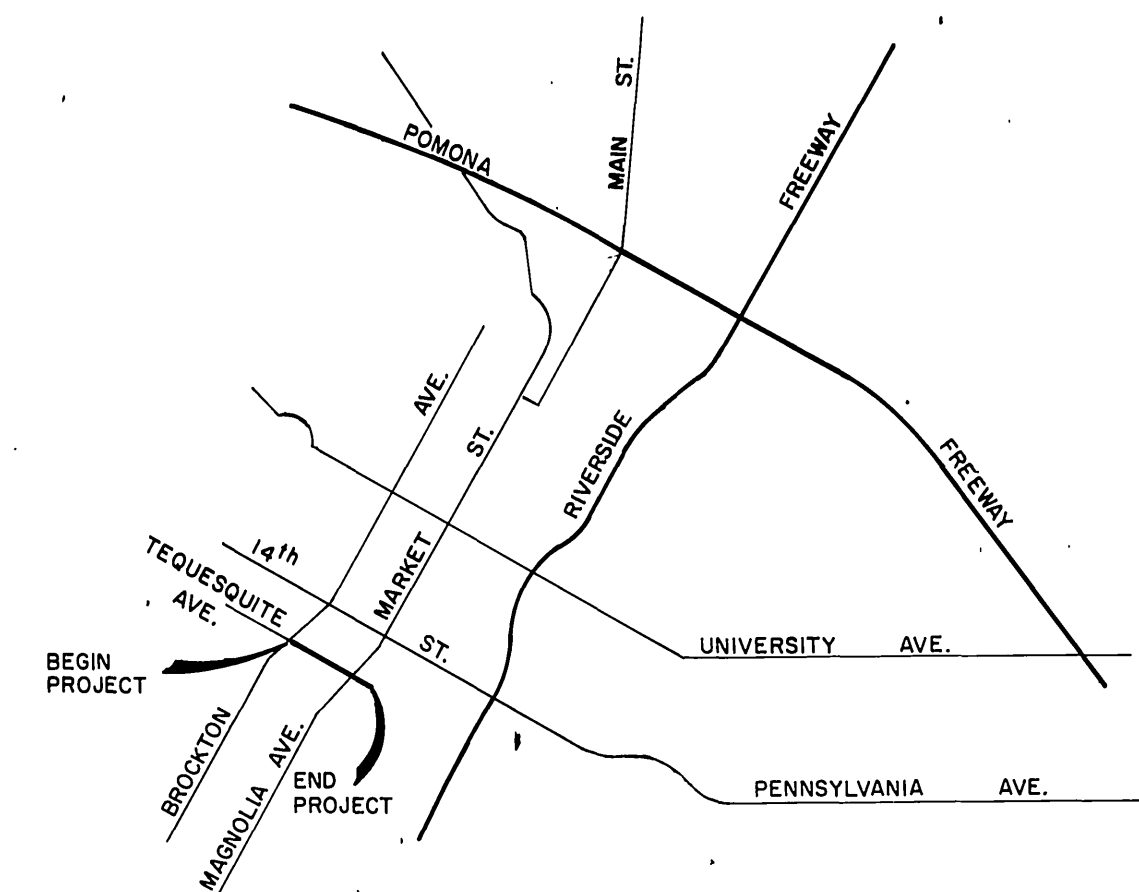 POMONA
MAIN ST.
FREEWAY
AVE.
ST.
RIVERSIDE
FREEWAY
14th
TEQUESQUITE
AVE.
MARKET
ST.
UNIVERSITY AVE.
BEGIN
PROJECT
BROCKTON
MAGNOLIA AVE.
END
PROJECT
PENNSYLVANIA AVE.